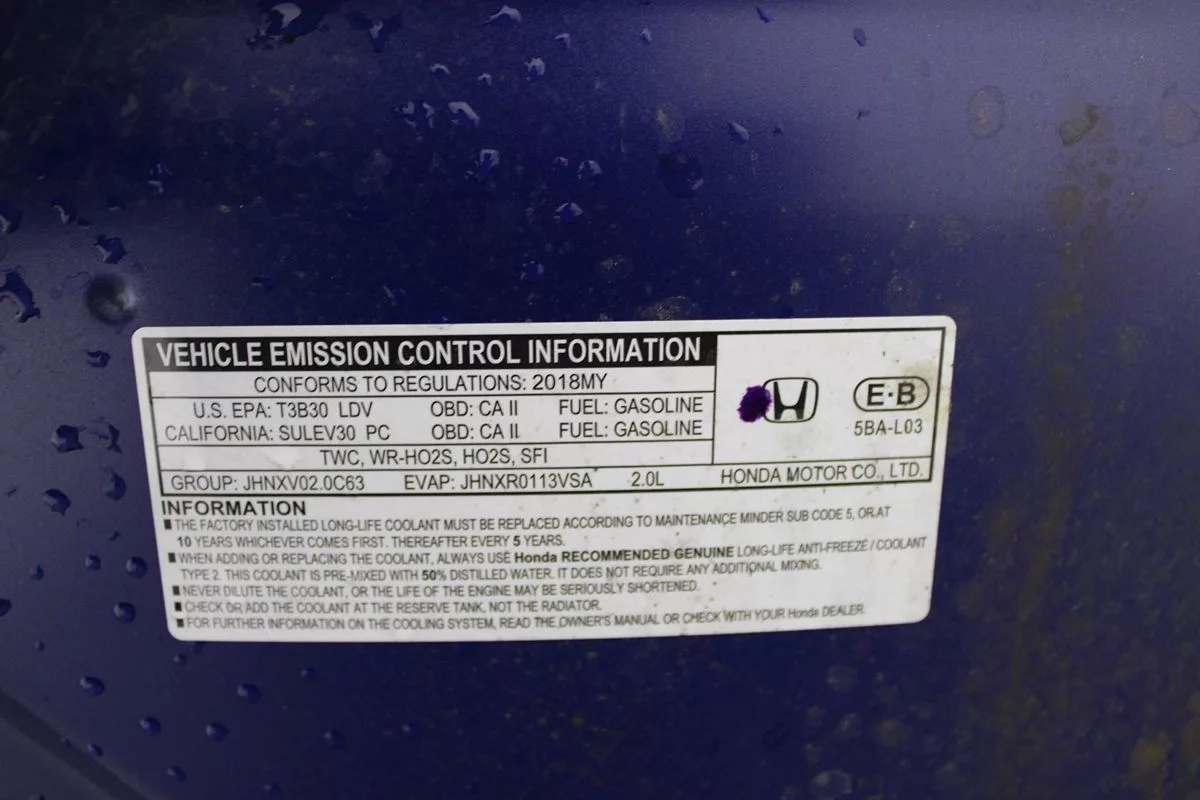 VEHICLE EMISSION CONTROL INFORMATION
CONFORMS TO REGULATIONS: 2018MY
U.S. EPA: T3B30 LDV OBD: CA II FUEL: GASOLINE
CALIFORNIA: SULEV30 PC OBD: CA II FUEL: GASOLINE
TWC, WR-HO2S, HO2S, SFI
GROUP: JHNXV02.0C63 EVAP: JHNXR0113VSA 2.0L
E·B
5BA-L03
HONDA MOTOR CO., LTD.
INFORMATION
■ THE FACTORY INSTALLED LONG-LIFE COOLANT MUST BE REPLACED ACCORDING TO MAINTENANCE MINDER SUB CODE 5, OR AT
10 YEARS WHICHEVER COMES FIRST. THEREAFTER EVERY 5 YEARS.
■ WHEN ADDING OR REPLACING THE COOLANT, ALWAYS USE Honda RECOMMENDED GENUINE LONG-LIFE ANTI-FREEZE / COOLANT
TYPE 2. THIS COOLANT IS PRE-MIXED WITH 50% DISTILLED WATER. IT DOES NOT REQUIRE ANY ADDITIONAL MIXING.
■ NEVER DILUTE THE COOLANT, OR THE LIFE OF THE ENGINE MAY BE SERIOUSLY SHORTENED.
■ CHECK OR ADD THE COOLANT AT THE RESERVE TANK, NOT THE RADIATOR.
■ FOR FURTHER INFORMATION ON THE COOLING SYSTEM, READ THE OWNER'S MANUAL OR CHECK WITH YOUR Honda DEALER.